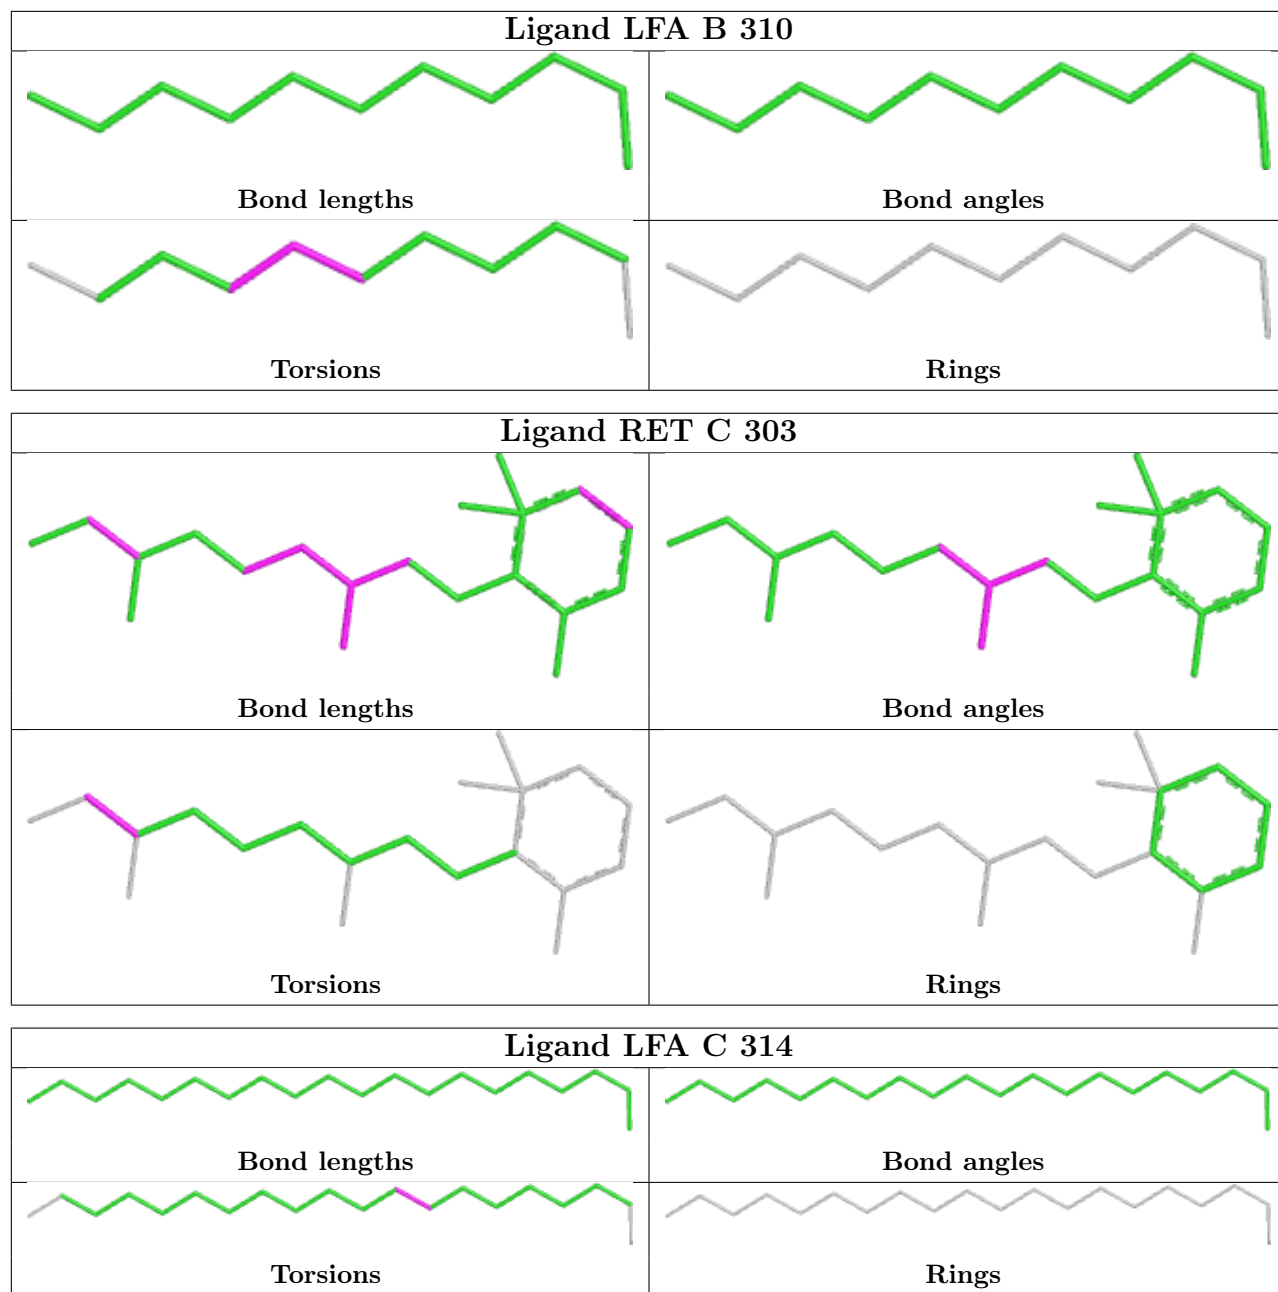 Ligand LFA B 310
Bond lengths Bond angles
Torsions Rings
Ligand RET C 303
Bond lengths Bond angles
Torsions Rings
Ligand LFA C 314
Bond lengths Bond angles
Torsions Rings